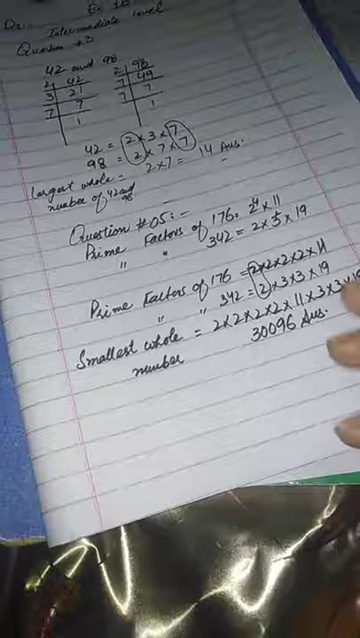 Ex 1B
Intermediate level
Question # 3
42 and 98
2 | 42   2 | 98
3 | 21   7 | 49
7 | 7   7 | 7
1   1
42 = 2×3×7
98 = 2×7×7
Largest whole = 2×7 = 14 Ans.
number of 42 and 98
Question # 05:-
Prime Factors of 176 = 2⁴×11
" " 342 = 2×3²×19
Prime Factors of 176 = 2×2×2×2×11
" " 342 = 2×3×3×19
Smallest whole = 2×2×2×2×11×3×3×19
number 30096 Ans.